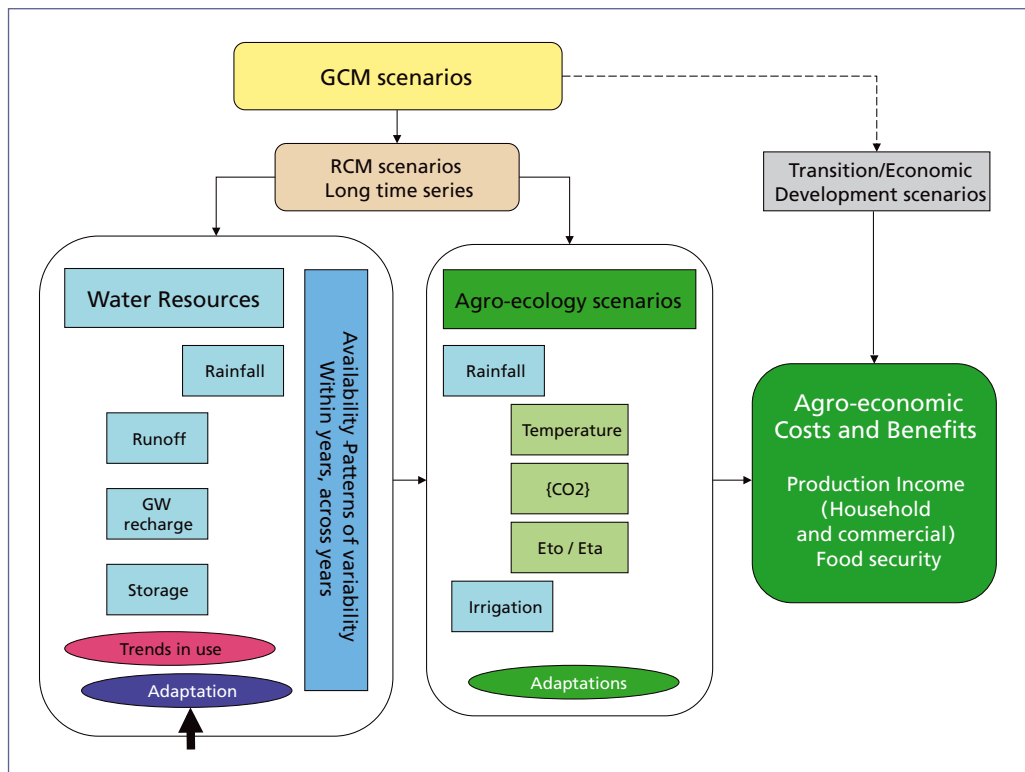 GCM scenarios
RCM scenarios
Long time series
Transition/Economic
Development scenarios
Water Resources
Rainfall
Runoff
GW
recharge
Storage
Trends in use
Adaptation
Availability -Patterns of variability
Within years, across years
Agro-ecology scenarios
Rainfall
Temperature
{CO2}
Eto / Eta
Irrigation
Adaptations
Agro-economic
Costs and Benefits
Production Income
(Household
and commercial)
Food security